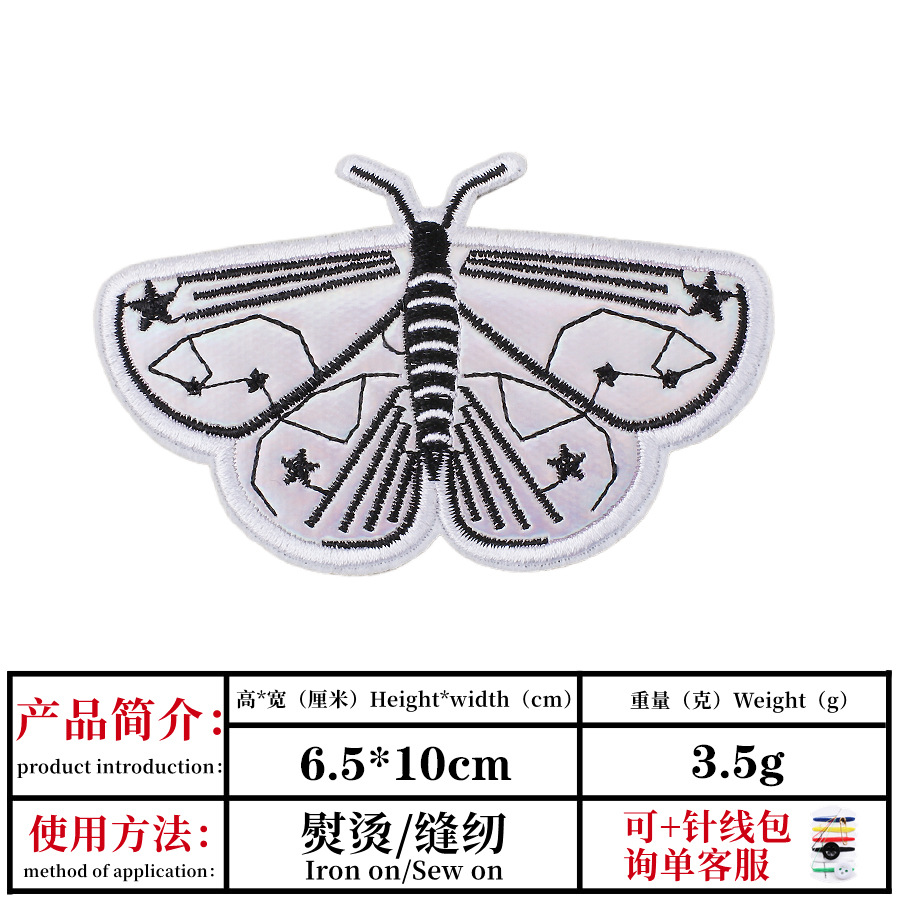 产品简介：
product introduction:
高*宽（厘米）Height*width（cm）
重量（克）Weight（g）
6.5*10cm
3.5g
使用方法：
method of application:
熨烫/缝纫
Iron on/Sew on
可+针线包
询单客服